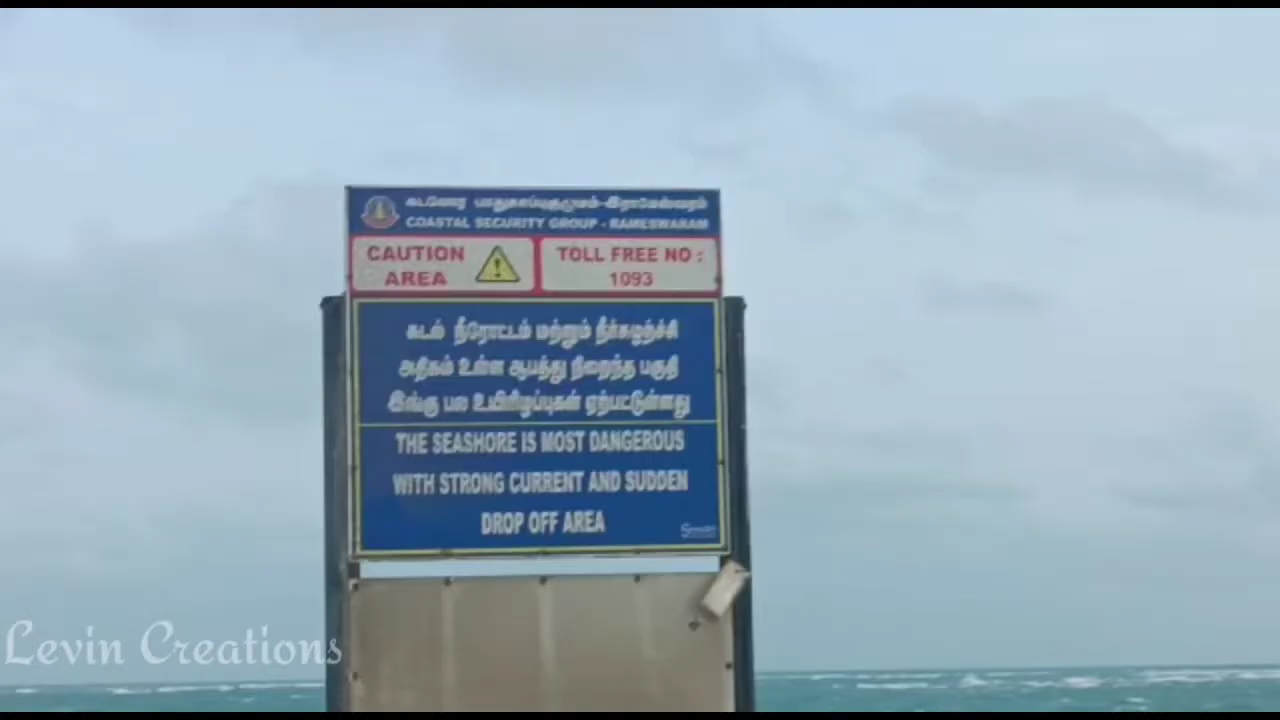 கடலோர பாதுகாப்பு குழுமம் - இராமேஸ்வரம்
COASTAL SECURITY GROUP - RAMESWARAM
CAUTION
AREA
TOLL FREE NO :
1093
கடல் நீரோட்டம் மற்றும் நீர்சுழற்ச்சி
அதிகம் உள்ள ஆபத்து நிறைந்த பகுதி
இங்கு பல உயிரிழப்புகள் ஏற்பட்டுள்ளது
THE SEASHORE IS MOST DANGEROUS
WITH STRONG CURRENT AND SUDDEN
DROP OFF AREA
Levin Creations